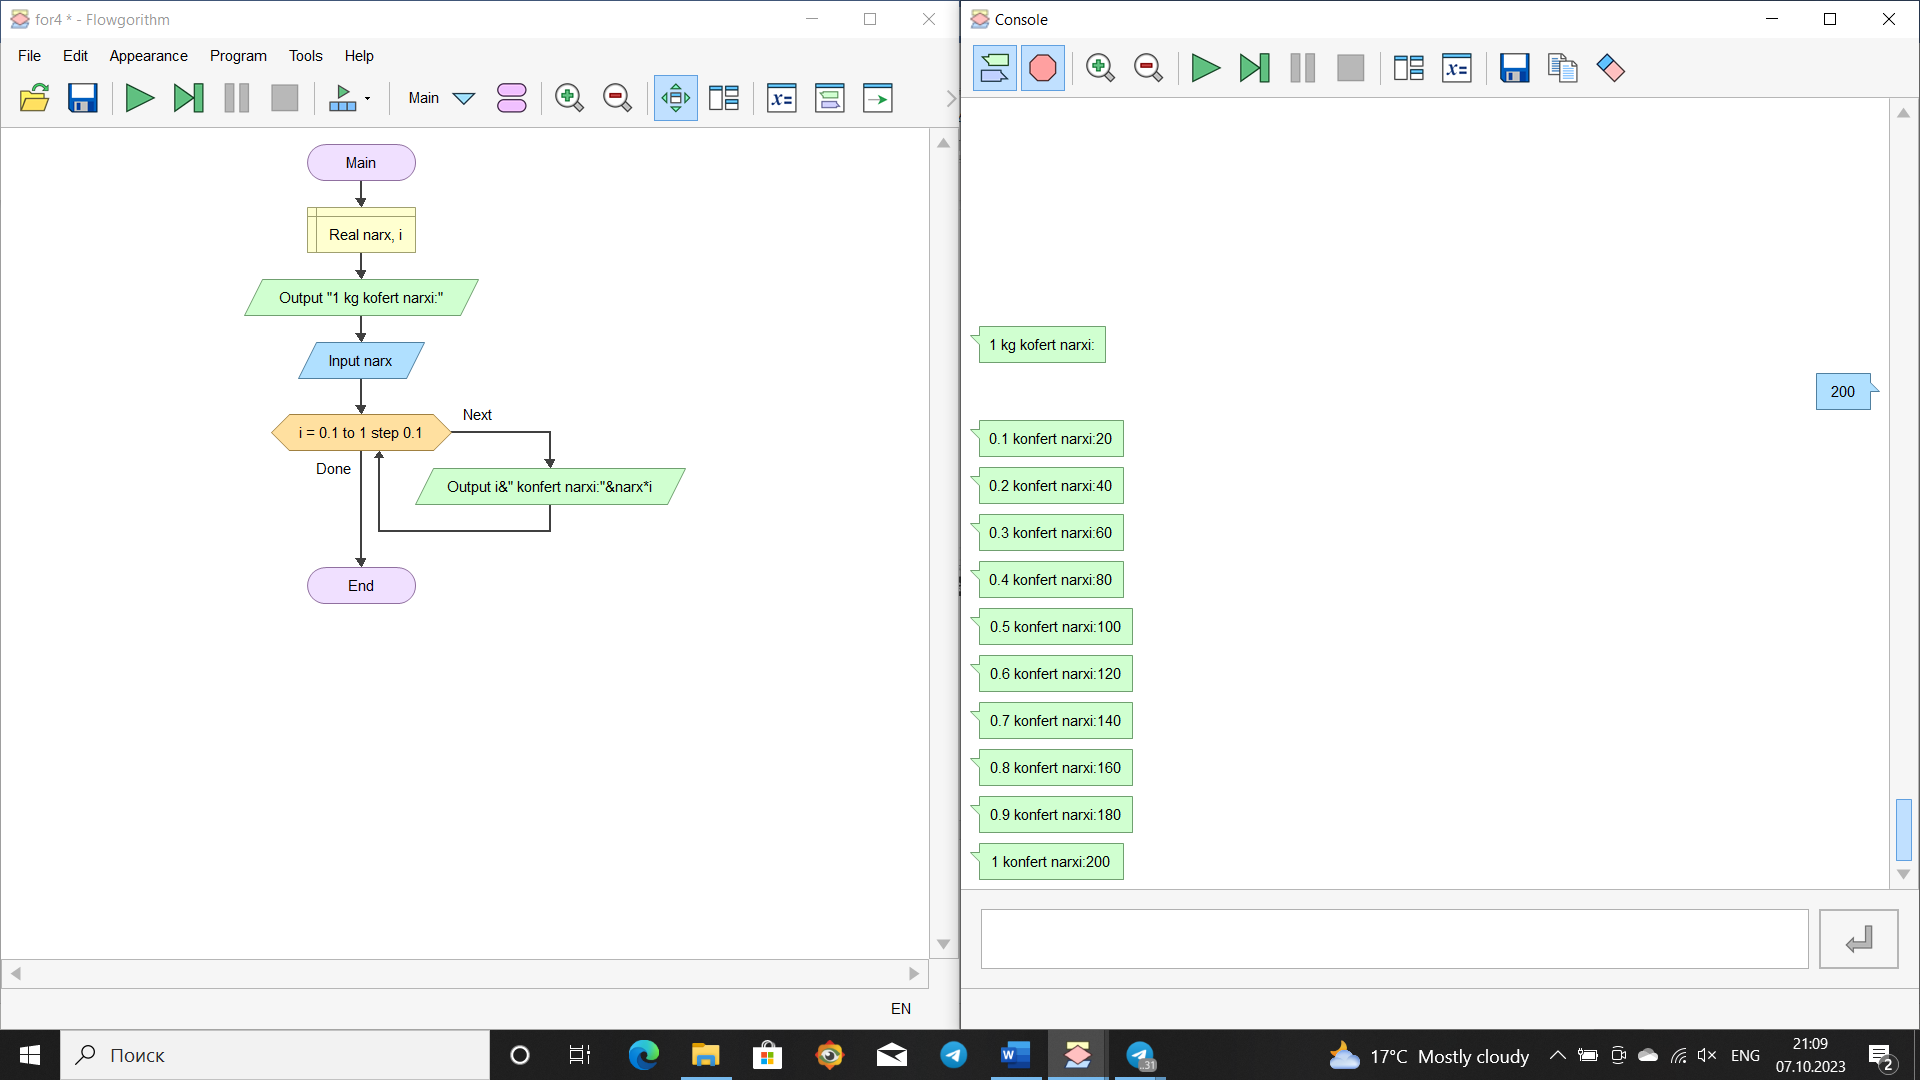 for4 * - Flowgorithm
File Edit Appearance Program Tools Help
Main
Main
Real narx, i
Output "1 kg kofert narxi:"
Input narx
i = 0.1 to 1 step 0.1
Next
Done
Output i&" konfert narxi:"&narx*i
End
EN
Console
x=
x=
1 kg kofert narxi:
200
0.1 konfert narxi:20
0.2 konfert narxi:40
0.3 konfert narxi:60
0.4 konfert narxi:80
0.5 konfert narxi:100
0.6 konfert narxi:120
0.7 konfert narxi:140
0.8 konfert narxi:160
0.9 konfert narxi:180
1 konfert narxi:200
Поиск
W
31
17°C Mostly cloudy
ENG
21:09
07.10.2023
2